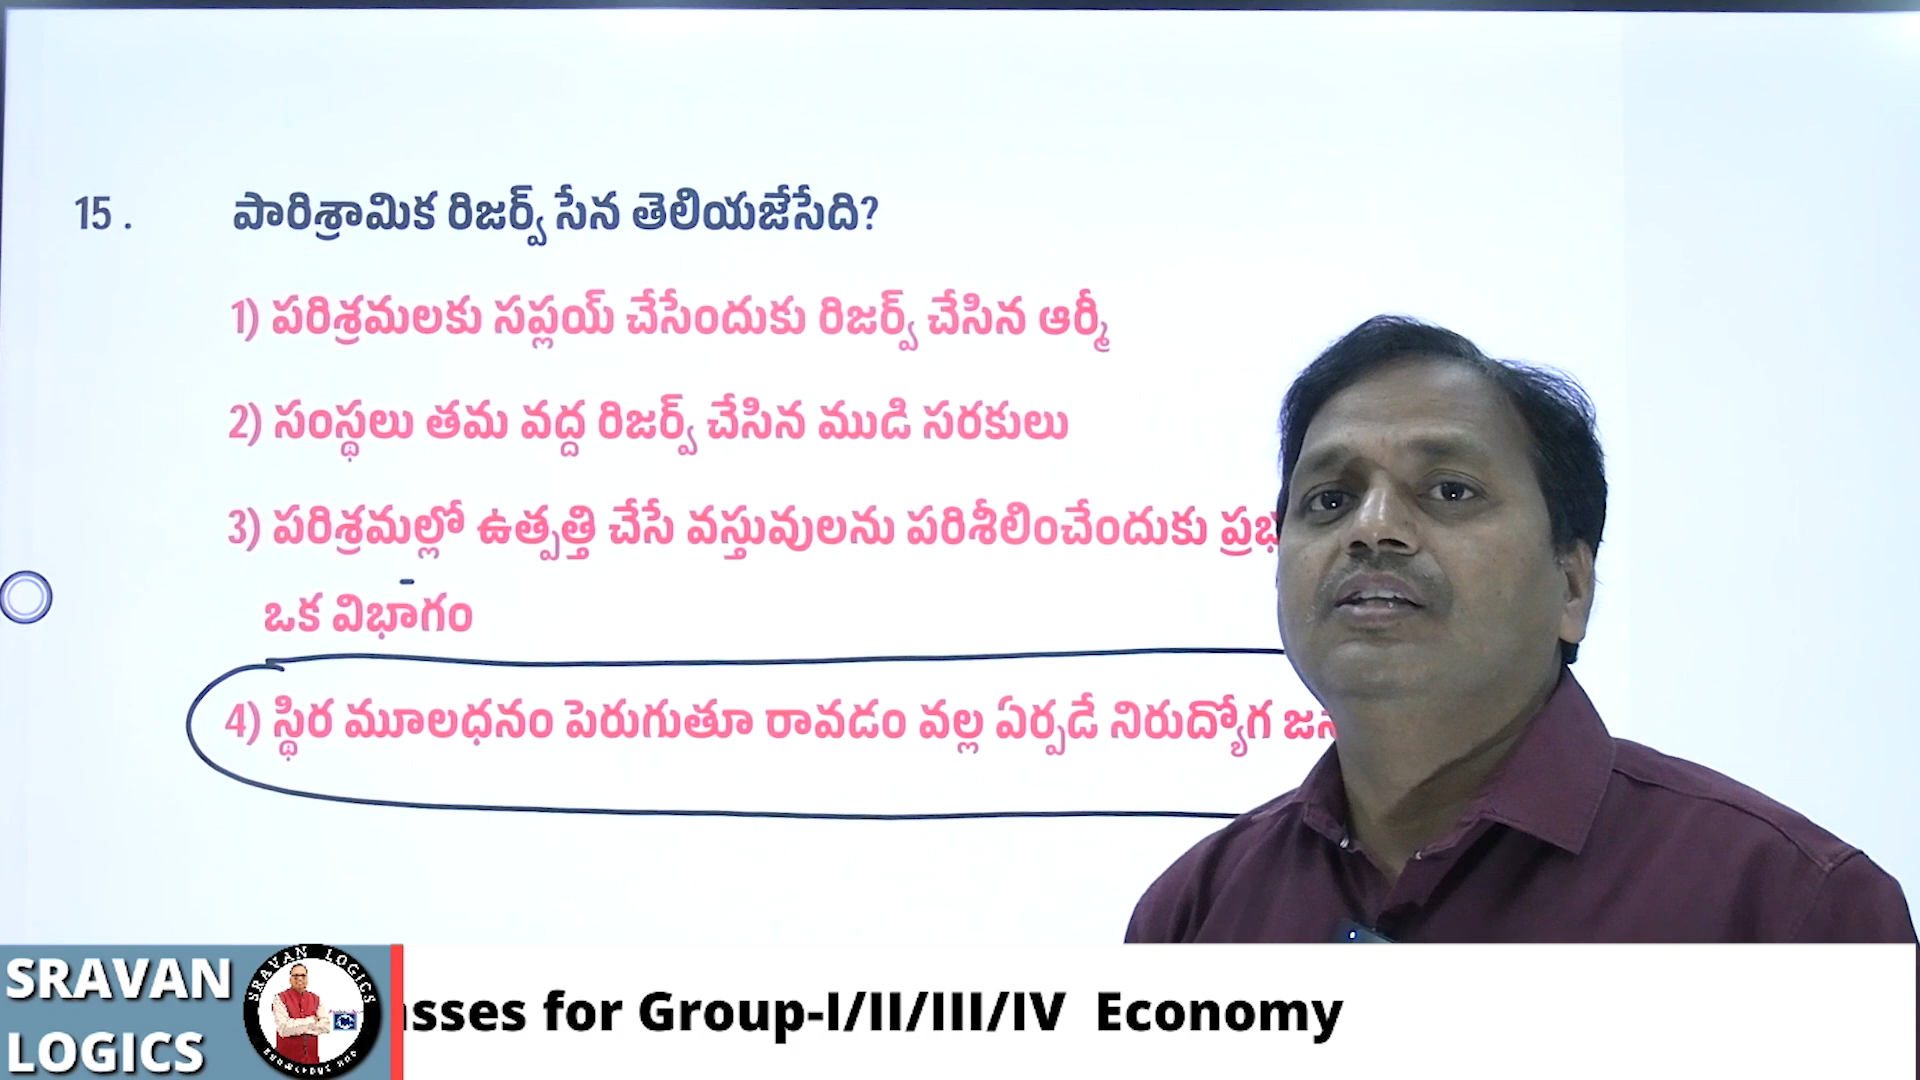 15 . పారిశ్రామిక రిజర్వ్ సేన తెలియజేసేది?
1) పరిశ్రమలకు సప్లయ్ చేసేందుకు రిజర్వ్ చేసిన ఆర్మీ
2) సంస్థలు తమ వద్ద రిజర్వ్ చేసిన ముడి సరకులు
3) పరిశ్రమల్లో ఉత్పత్తి చేసే వస్తువులను పరిశీలించేందుకు
ఒక విభాగం
4) స్థిర మూలధనం పెరుగుతూ రావడం వల్ల ఏర్పడే నిరుద్యోగ
SRAVAN
LOGICS
SRAVAN LOGICS
for Group-I/II/III/IV Economy